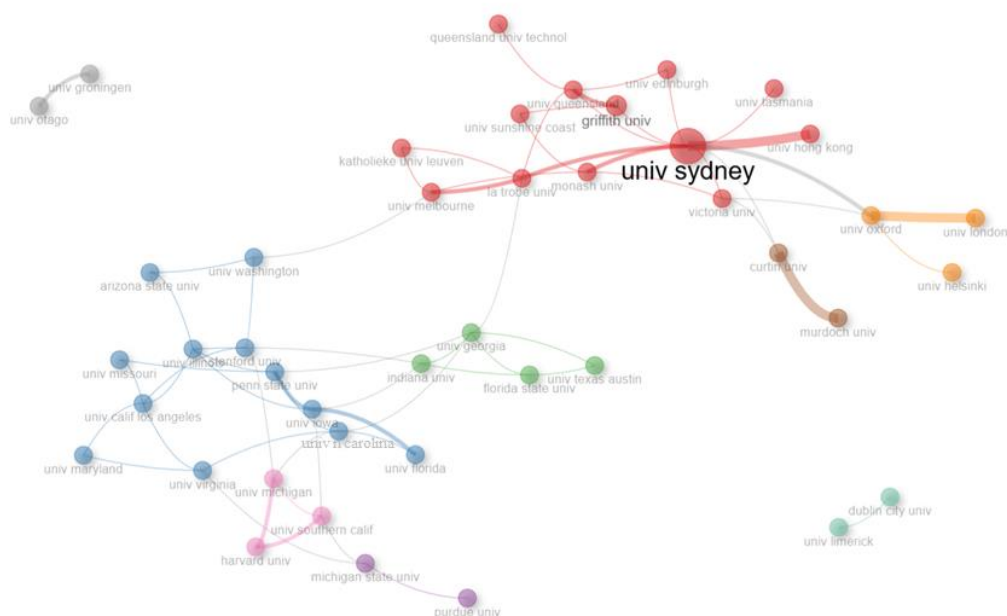 queensland univ technol
univ groningen
univ otago
univ edinburgh
univ queensland
univ tasmania
griffith univ
univ sunshine coast
univ hong kong
katholieke univ leuven
univ sydney
la trobe univ
monash univ
univ melbourne
victoria univ
univ oxford
univ london
curtin univ
univ helsinki
univ washington
arizona state univ
murdoch univ
univ georgia
univ illinois
stanford univ
univ missouri
penn state univ
indiana univ
univ texas austin
florida state univ
univ calif los angeles
univ iowa
univ n carolina
univ maryland
univ florida
univ virginia
univ michigan
dublin city univ
univ southern calif
univ limerick
harvard univ
michigan state univ
purdue univ